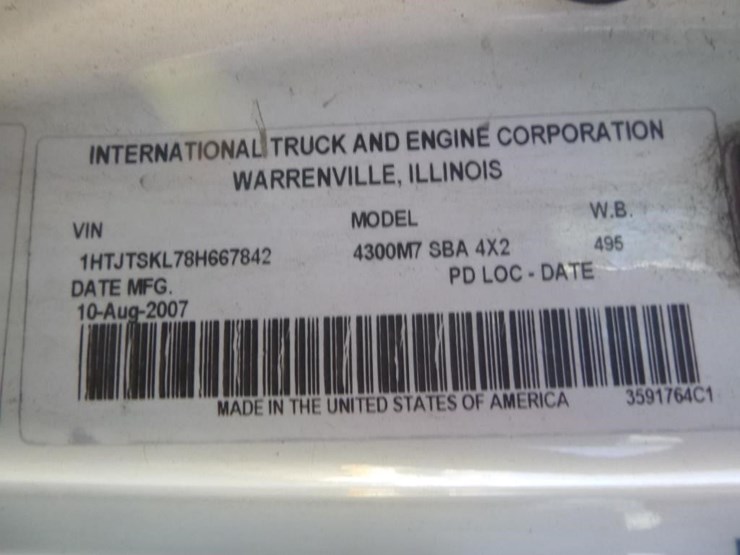 INTERNATIONAL TRUCK AND ENGINE CORPORATION
WARRENVILLE, ILLINOIS
VIN MODEL W.B.
1HTJTSKL78H667842 4300M7 SBA 4X2 495
DATE MFG. PD LOC - DATE
10-Aug-2007
MADE IN THE UNITED STATES OF AMERICA 3591764C1